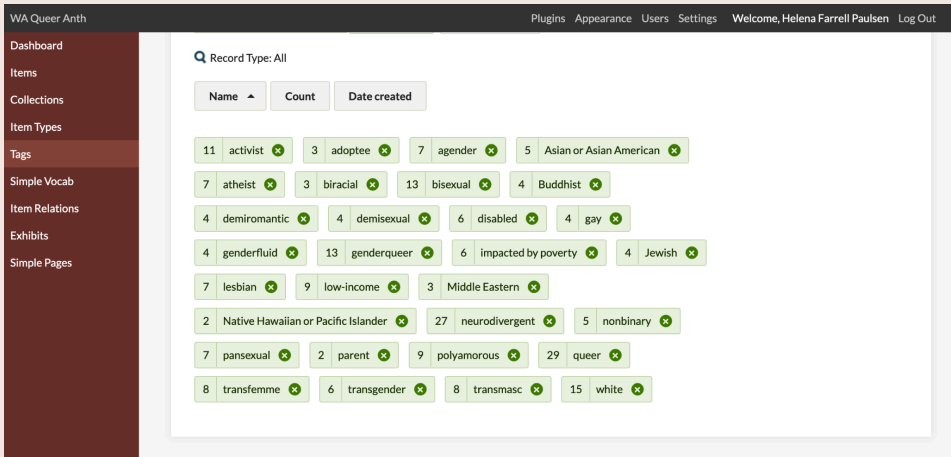 WA Queer Anth
Plugins Appearance Users Settings Welcome, Helena Farrell Paulsen Log Out
Dashboard
Items
Collections
Item Types
Tags
Simple Vocab
Item Relations
Exhibits
Simple Pages
Record Type: All
Name Count Date created
11 activist 3 adoptee 7 agender 5 Asian or Asian American
7 atheist 3 biracial 13 bisexual 4 Buddhist
4 demiromantic 4 demisexual 6 disabled 4 gay
4 genderfluid 13 genderqueer 6 impacted by poverty 4 Jewish
7 lesbian 9 low-income 3 Middle Eastern
2 Native Hawaiian or Pacific Islander 27 neurodivergent 5 nonbinary
7 pansexual 2 parent 9 polyamorous 29 queer
8 transfemme 6 transgender 8 transmasc 15 white